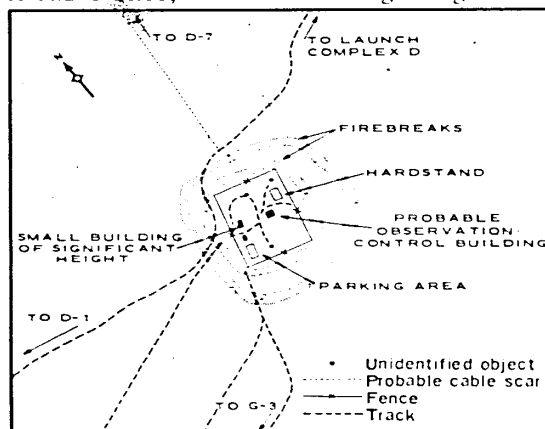 TO D-7
TO LAUNCH
COMPLEX D
FIREBREAKS
HARDSTAND
PROBABLE
OBSERVATION-
CONTROL BUILDING
SMALL BUILDING
OF SIGNIFICANT
HEIGHT
PARKING AREA
TO D-1
TO G-3
Unidentified object
Probable cable scar
Fence
Track